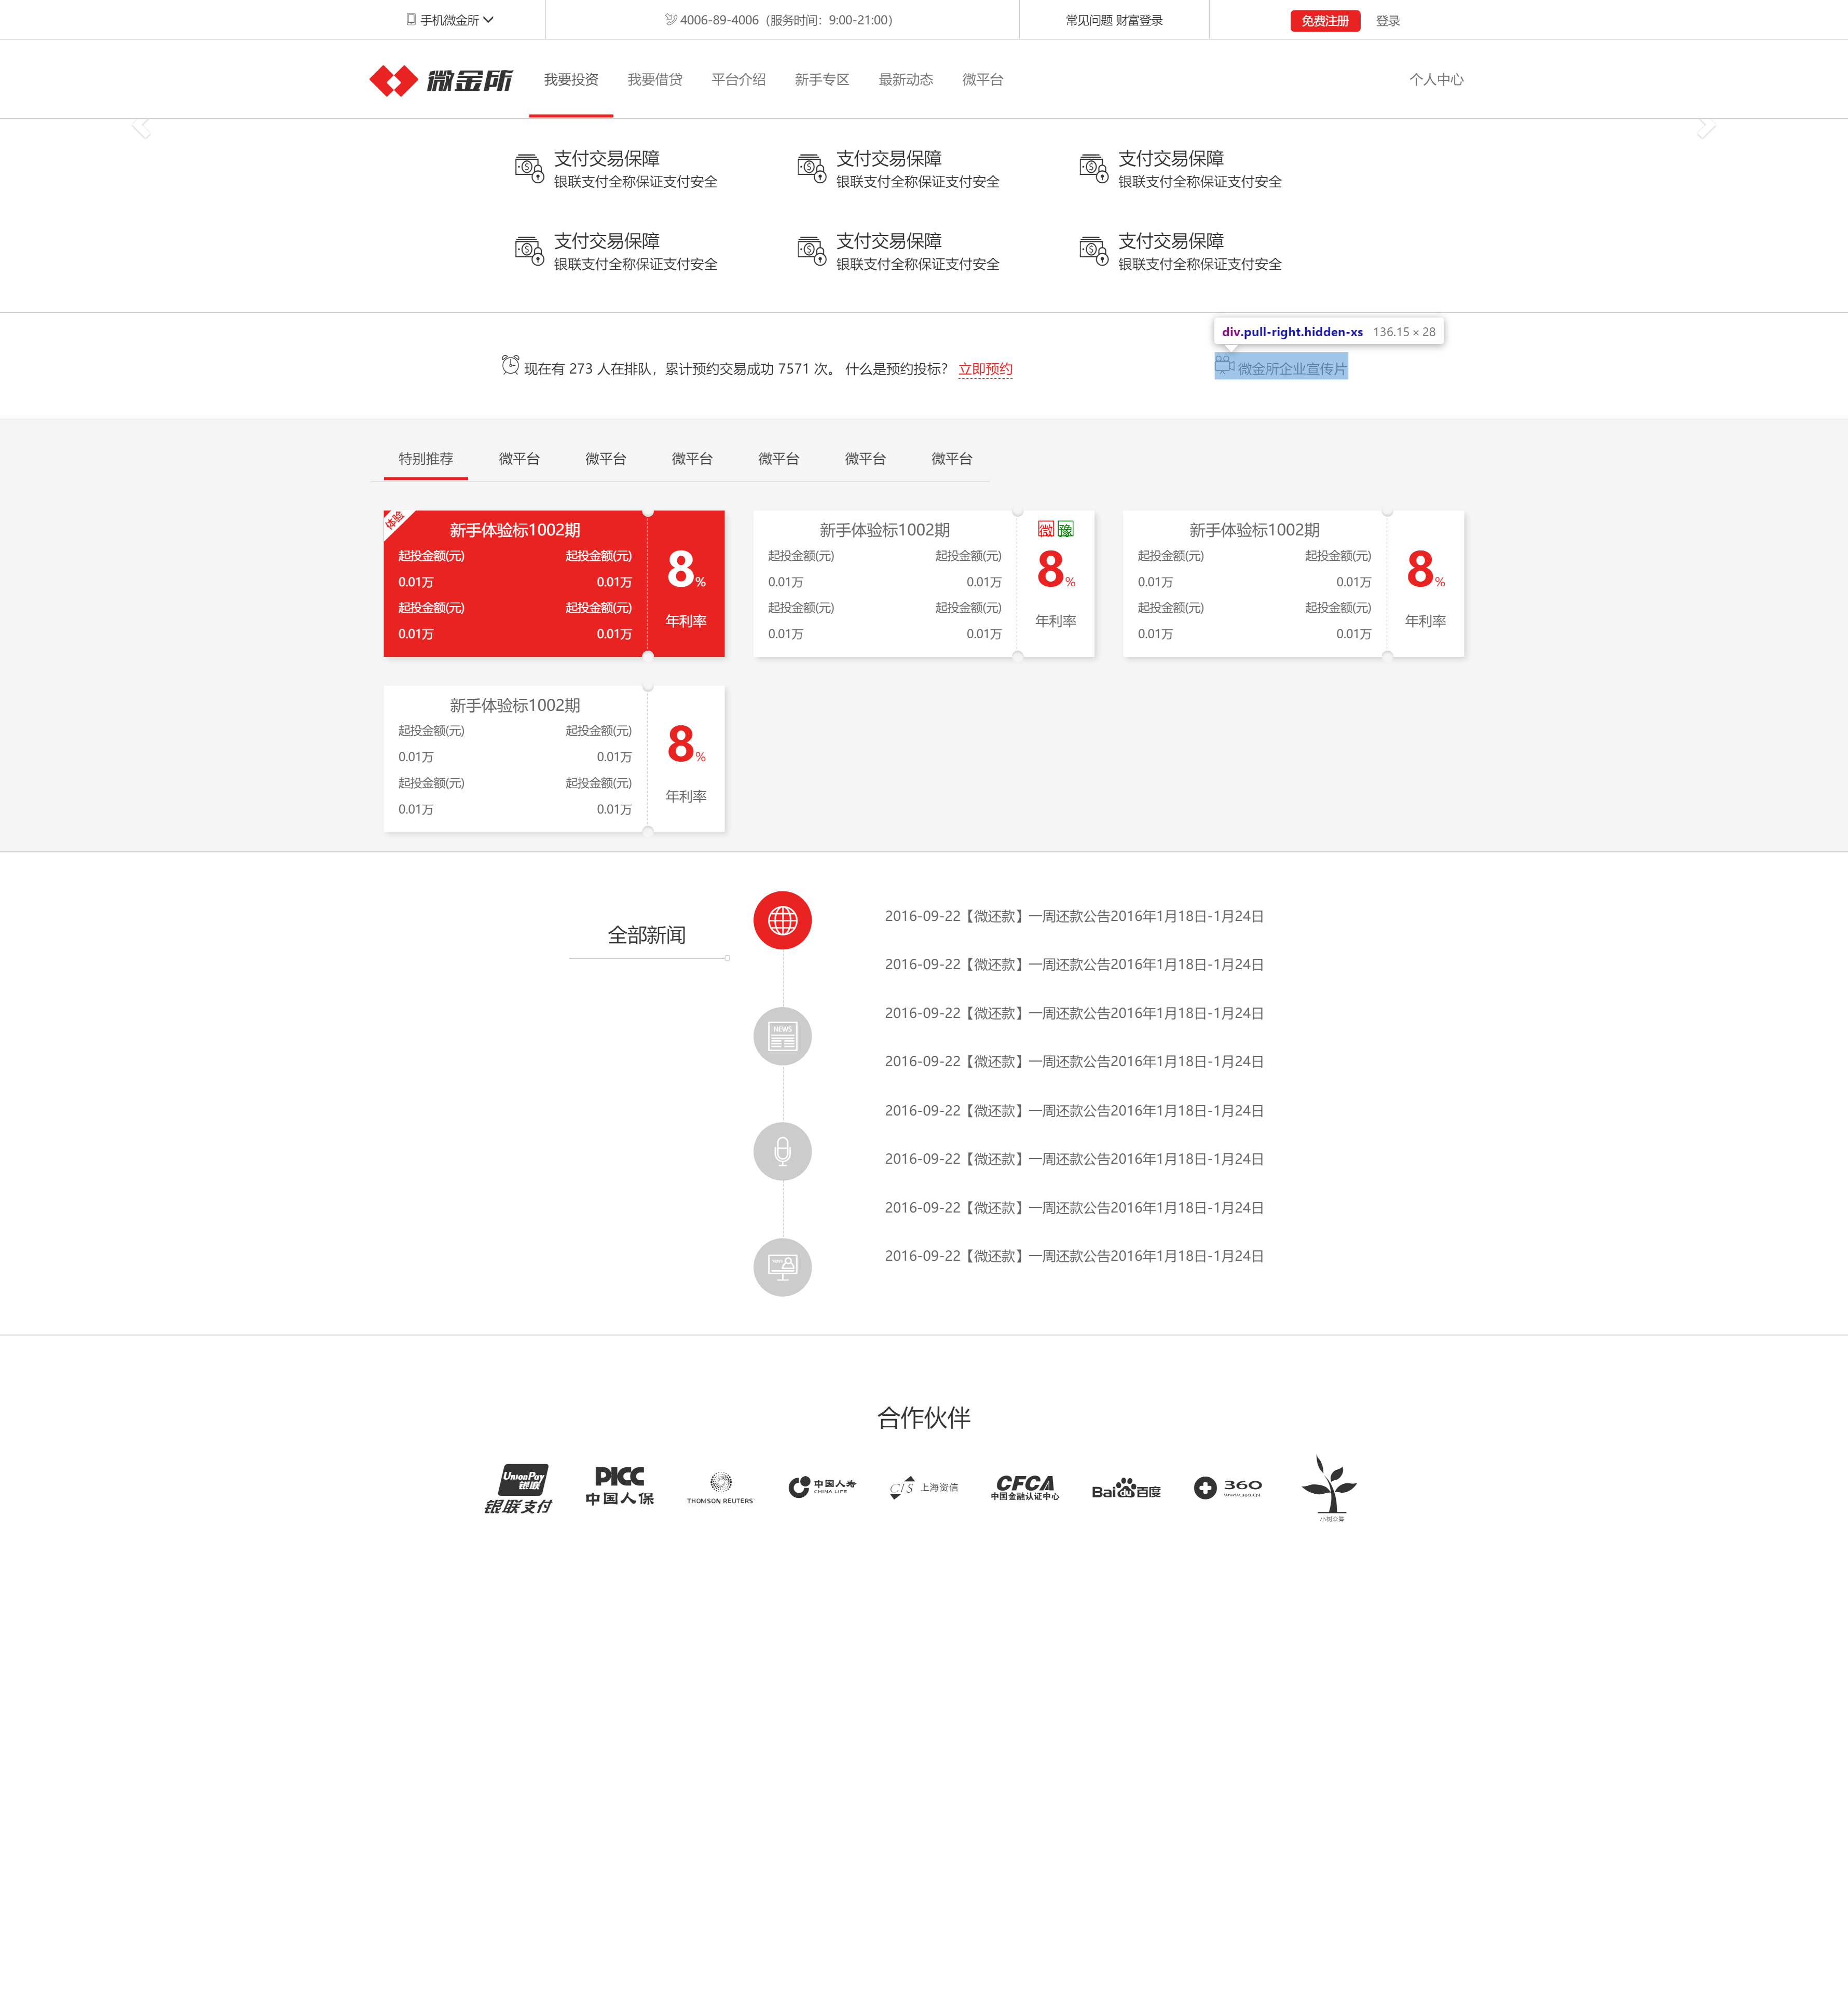 手机微金所
4006-89-4006（服务时间：9:00-21:00）
常见问题 财富登录
免费注册 登录
微金所
我要投资 我要借贷 平台介绍 新手专区 最新动态 微平台
个人中心
支付交易保障 支付交易保障 支付交易保障
银联支付全称保证支付安全 银联支付全称保证支付安全 银联支付全称保证支付安全
支付交易保障 支付交易保障 支付交易保障
银联支付全称保证支付安全 银联支付全称保证支付安全 银联支付全称保证支付安全
div.pull-right.hidden-xs 136.15 × 28
现在有 273 人在排队，累计预约交易成功 7571 次。 什么是预约投标？ 立即预约
微金所企业宣传片
特别推荐 微平台 微平台 微平台 微平台 微平台 微平台
体验
新手体验标1002期
起投金额(元) 起投金额(元)
0.01万 0.01万
起投金额(元) 起投金额(元)
0.01万 0.01万
8%
年利率
新手体验标1002期
起投金额(元) 起投金额(元)
0.01万 0.01万
起投金额(元) 起投金额(元)
0.01万 0.01万
微 豫
8%
年利率
新手体验标1002期
起投金额(元) 起投金额(元)
0.01万 0.01万
起投金额(元) 起投金额(元)
0.01万 0.01万
8%
年利率
新手体验标1002期
起投金额(元) 起投金额(元)
0.01万 0.01万
起投金额(元) 起投金额(元)
0.01万 0.01万
8%
年利率
全部新闻
NEWS
2016-09-22【微还款】一周还款公告2016年1月18日-1月24日
2016-09-22【微还款】一周还款公告2016年1月18日-1月24日
2016-09-22【微还款】一周还款公告2016年1月18日-1月24日
2016-09-22【微还款】一周还款公告2016年1月18日-1月24日
2016-09-22【微还款】一周还款公告2016年1月18日-1月24日
2016-09-22【微还款】一周还款公告2016年1月18日-1月24日
2016-09-22【微还款】一周还款公告2016年1月18日-1月24日
2016-09-22【微还款】一周还款公告2016年1月18日-1月24日
合作伙伴
UnionPay
银联
银联支付
PICC
中国人保
THOMSON REUTERS
中国人寿
CHINA LIFE
CIS 上海资信
CFCA
中国金融认证中心
Baidu百度
360
小树众筹